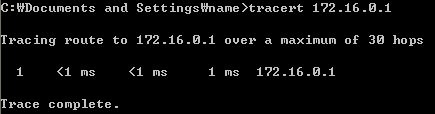 C:₩Documents and Settings₩name>tracert 172.16.0.1
Tracing route to 172.16.0.1 over a maximum of 30 hops
1 <1 ms <1 ms 1 ms 172.16.0.1
Trace complete.